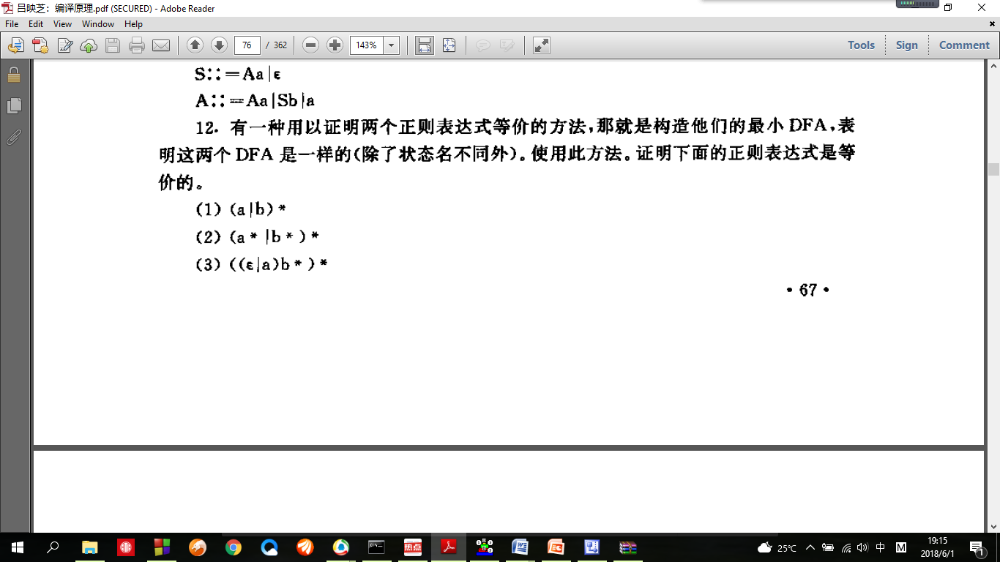 吕映芝：编译原理.pdf (SECURED) - Adobe Reader
File Edit View Window Help
76 / 362 143% Tools Sign Comment
S∷=Aa|ε
A∷=Aa|Sb|a
12. 有一种用以证明两个正则表达式等价的方法,那就是构造他们的最小 DFA,表
明这两个 DFA 是一样的(除了状态名不同外)。使用此方法。证明下面的正则表达式是等
价的。
(1) (a|b)*
(2) (a*|b*)*
(3) ((ε|a)b*)*
• 67 •
热点
25℃ 中 M 19:15
2018/6/1 1